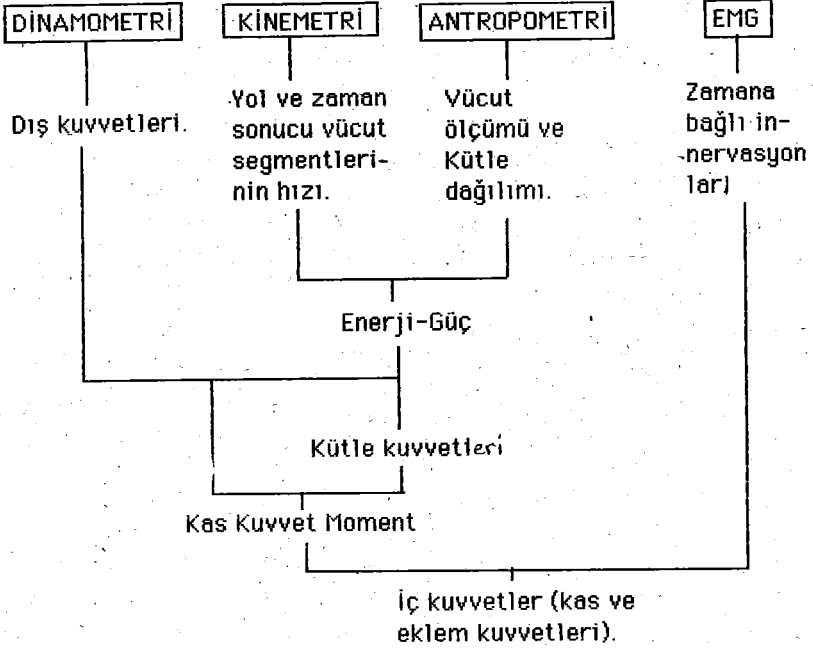 DİNAMOMETRİ
KİNEMETRİ
ANTROPOMETRİ
EMG
Dış kuvvetleri.
Yol ve zaman
sonucu vücut
segmentleri-
nin hızı.
Vücut
ölçümü ve
Kütle
dağılımı.
Zamana
bağlı in-
nervasyon
lar)
Enerji-Güç
Kütle kuvvetleri
Kas Kuvvet Moment
İç kuvvetler (kas ve
eklem kuvvetleri).